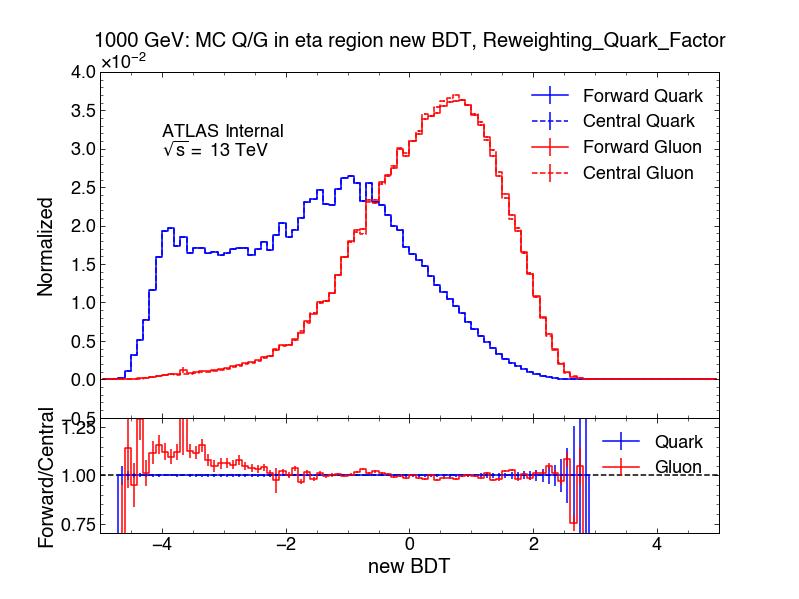 1000 GeV: MC Q/G in eta region new BDT, Reweighting_Quark_Factor
×10⁻²
4.0
3.5
3.0
2.5
2.0
1.5
1.0
0.5
0.0
−0.5
Normalized
ATLAS Internal
√s = 13 TeV
Forward Quark
Central Quark
Forward Gluon
Central Gluon
1.25
1.00
0.75
Forward/Central
Quark
Gluon
−4 −2 0 2 4
new BDT